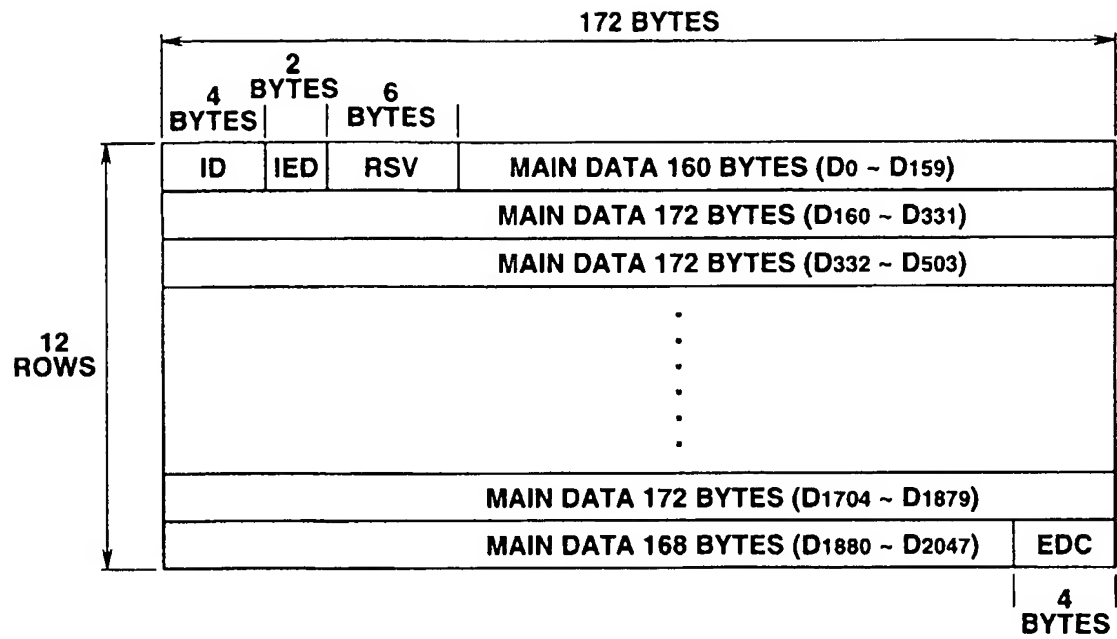 172 BYTES
4
BYTES
2
BYTES
6
BYTES
ID
IED
RSV
MAIN DATA 160 BYTES (D0 ~ D159)
MAIN DATA 172 BYTES (D160 ~ D331)
MAIN DATA 172 BYTES (D332 ~ D503)
12
ROWS
MAIN DATA 172 BYTES (D1704 ~ D1879)
MAIN DATA 168 BYTES (D1880 ~ D2047)
EDC
4
BYTES